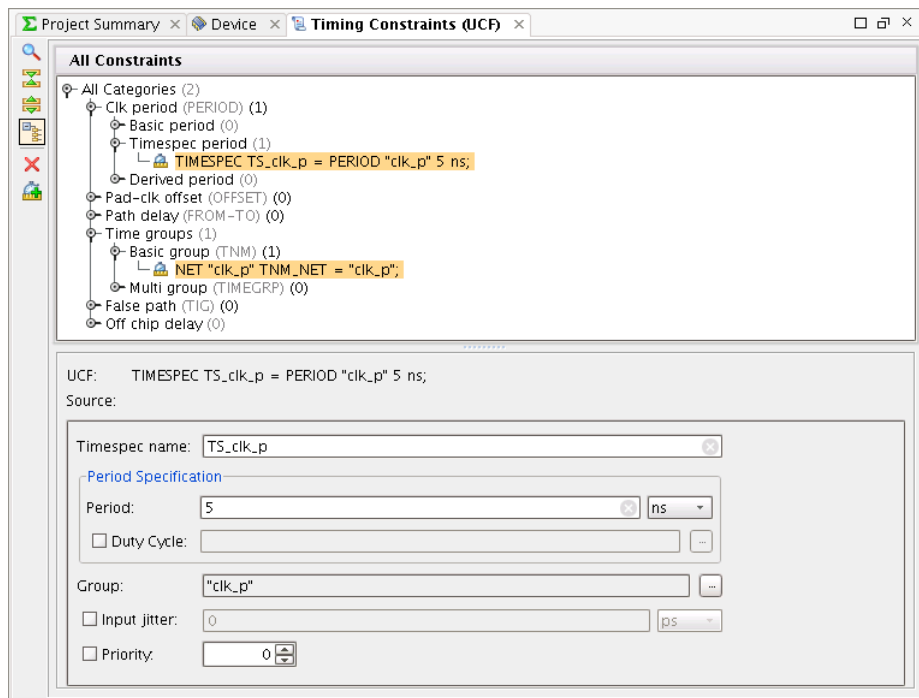 Project Summary Device Timing Constraints (UCF)
All Constraints
All Categories (2)
Clk period (PERIOD) (1)
Basic period (0)
Timespec period (1)
TIMESPEC TS_clk_p = PERIOD "clk_p" 5 ns;
Derived period (0)
Pad-clk offset (OFFSET) (0)
Path delay (FROM-TO) (0)
Time groups (1)
Basic group (TNM) (1)
NET "clk_p" TNM_NET = "clk_p";
Multi group (TIMEGRP) (0)
False path (TIG) (0)
Off chip delay (0)
UCF: TIMESPEC TS_clk_p = PERIOD "clk_p" 5 ns;
Source:
Timespec name: TS_clk_p
Period Specification
Period: 5 ns
Duty Cycle: ...
Group: "clk_p" ...
Input jitter: 0 ps
Priority: 0